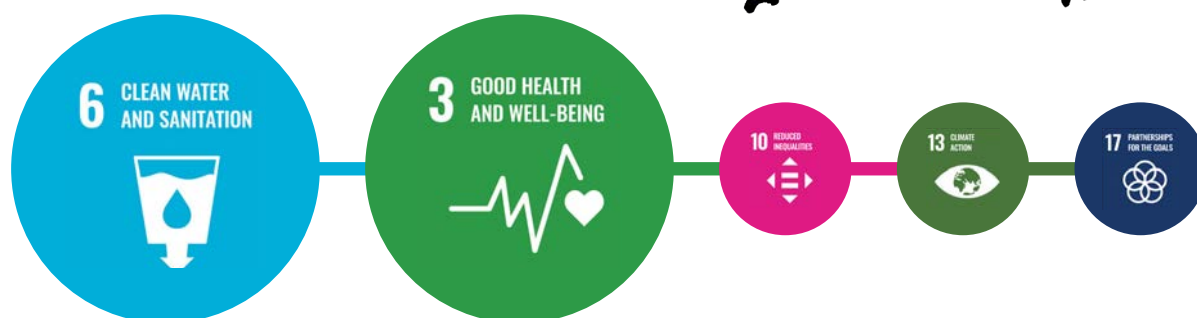 6 CLEAN WATER
AND SANITATION
3 GOOD HEALTH
AND WELL-BEING
10 REDUCED
INEQUALITIES
13 CLIMATE
ACTION
17 PARTNERSHIPS
FOR THE GOALS